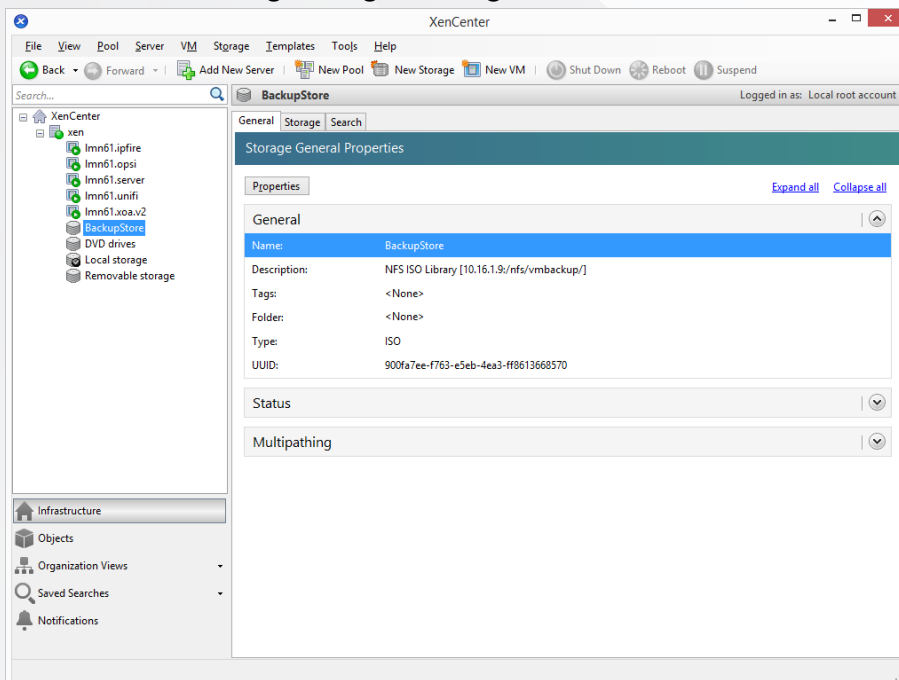 XenCenter
File View Pool Server VM Storage Templates Tools Help
Back Forward Add New Server New Pool New Storage New VM Shut Down Reboot Suspend
Search...
BackupStore Logged in as: Local root account
XenCenter
xen
lmn61.ipfire
lmn61.opsi
lmn61.server
lmn61.unifi
lmn61.xoa.v2
BackupStore
DVD drives
Local storage
Removable storage
General Storage Search
Storage General Properties
Properties Expand all Collapse all
General
Name: BackupStore
Description: NFS ISO Library [10.16.1.9:/nfs/vmbackup/]
Tags: <None>
Folder: <None>
Type: ISO
UUID: 900fa7ee-f763-e5eb-4ea3-ff8613668570
Status
Multipathing
Infrastructure
Objects
Organization Views
Saved Searches
Notifications